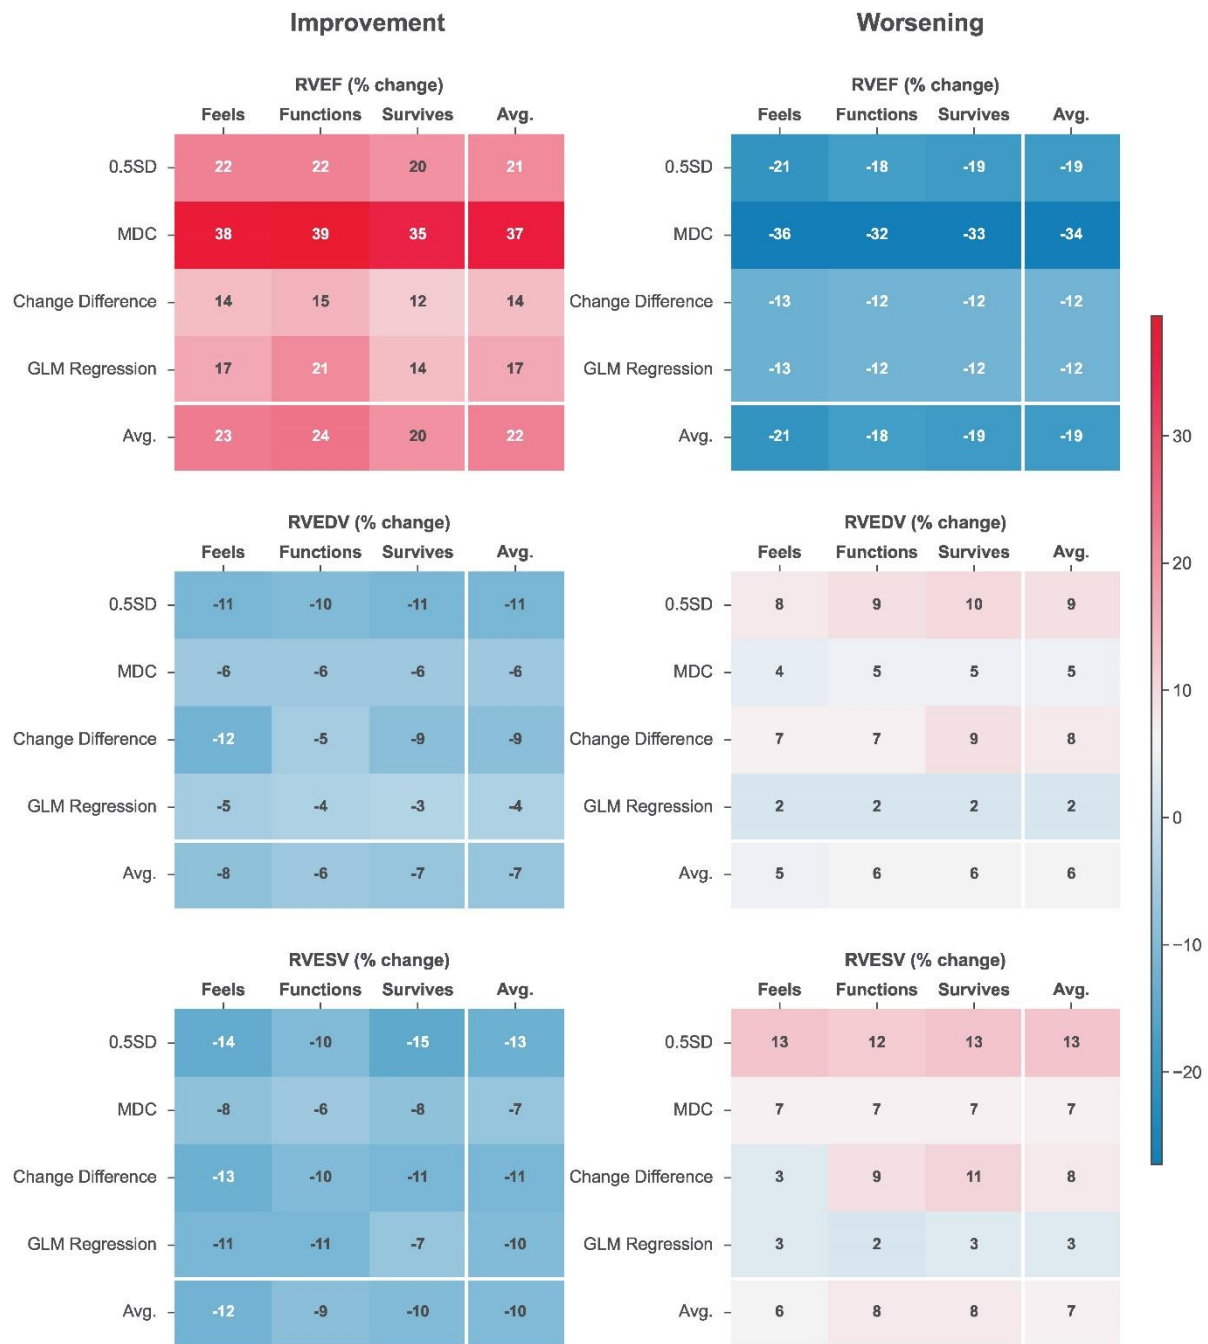 Improvement Worsening
RVEF (% change) RVEF (% change)
Feels Functions Survives Avg. Feels Functions Survives Avg.
0.5SD 22 22 20 21 0.5SD -21 -18 -19 -19
MDC 38 39 35 37 MDC -36 -32 -33 -34
Change Difference 14 15 12 14 Change Difference -13 -12 -12 -12
GLM Regression 17 21 14 17 GLM Regression -13 -12 -12 -12
Avg. 23 24 20 22 Avg. -21 -18 -19 -19
RVEDV (% change) RVEDV (% change)
Feels Functions Survives Avg. Feels Functions Survives Avg.
0.5SD -11 -10 -11 -11 0.5SD 8 9 10 9
MDC -6 -6 -6 -6 MDC 4 5 5 5
Change Difference -12 -5 -9 -9 Change Difference 7 7 9 8
GLM Regression -5 -4 -3 -4 GLM Regression 2 2 2 2
Avg. -8 -6 -7 -7 Avg. 5 6 6 6
RVESV (% change) RVESV (% change)
Feels Functions Survives Avg. Feels Functions Survives Avg.
0.5SD -14 -10 -15 -13 0.5SD 13 12 13 13
MDC -8 -6 -8 -7 MDC 7 7 7 7
Change Difference -13 -10 -11 -11 Change Difference 3 9 11 8
GLM Regression -11 -11 -7 -10 GLM Regression 3 2 3 3
Avg. -12 -9 -10 -10 Avg. 6 8 8 7
30
20
10
0
−10
−20